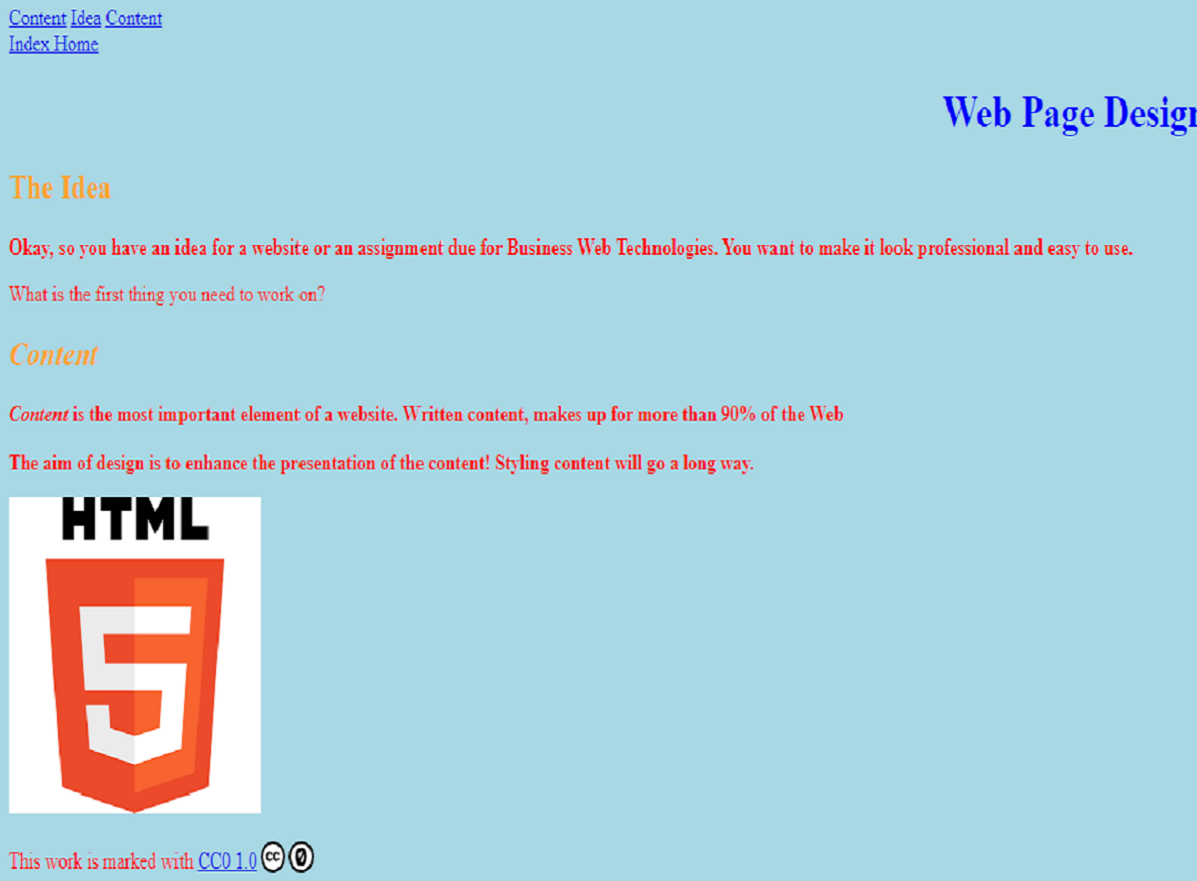 Content Idea Content
Index Home
Web Page Design
The Idea
Okay, so you have an idea for a website or an assignment due for Business Web Technologies. You want to make it look professional and easy to use.
What is the first thing you need to work on?
Content
Content is the most important element of a website. Written content, makes up for more than 90% of the Web
The aim of design is to enhance the presentation of the content! Styling content will go a long way.
HTML
5
This work is marked with CC0 1.0 cc 0